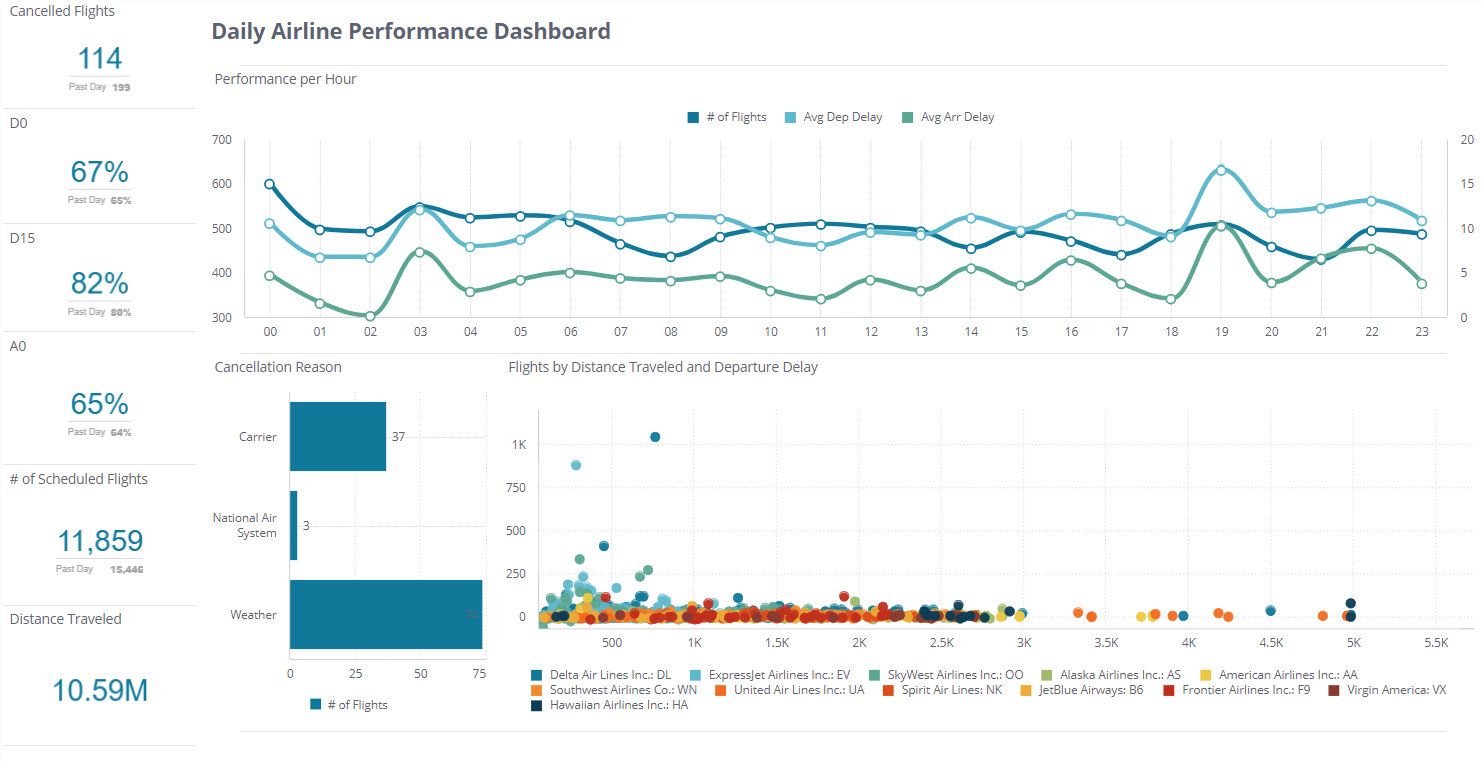 Cancelled Flights
114
Past Day 199
D0
67%
Past Day 65%
D15
82%
Past Day 80%
A0
65%
Past Day 64%
# of Scheduled Flights
11,859
Past Day 15,446
Distance Traveled
10.59M
Daily Airline Performance Dashboard
Performance per Hour
# of Flights Avg Dep Delay Avg Arr Delay
700 20
600 15
500 10
400 5
300 0
00 01 02 03 04 05 06 07 08 09 10 11 12 13 14 15 16 17 18 19 20 21 22 23
Cancellation Reason
Carrier 37
National Air
System
3
Weather
0 25 50 75
# of Flights
Flights by Distance Traveled and Departure Delay
1K
750
500
250
0
500 1K 1.5K 2K 2.5K 3K 3.5K 4K 4.5K 5K 5.5K
Delta Air Lines Inc.: DL ExpressJet Airlines Inc.: EV SkyWest Airlines Inc.: OO Alaska Airlines Inc.: AS American Airlines Inc.: AA
Southwest Airlines Co.: WN United Air Lines Inc.: UA Spirit Air Lines: NK JetBlue Airways: B6 Frontier Airlines Inc.: F9 Virgin America: VX
Hawaiian Airlines Inc.: HA